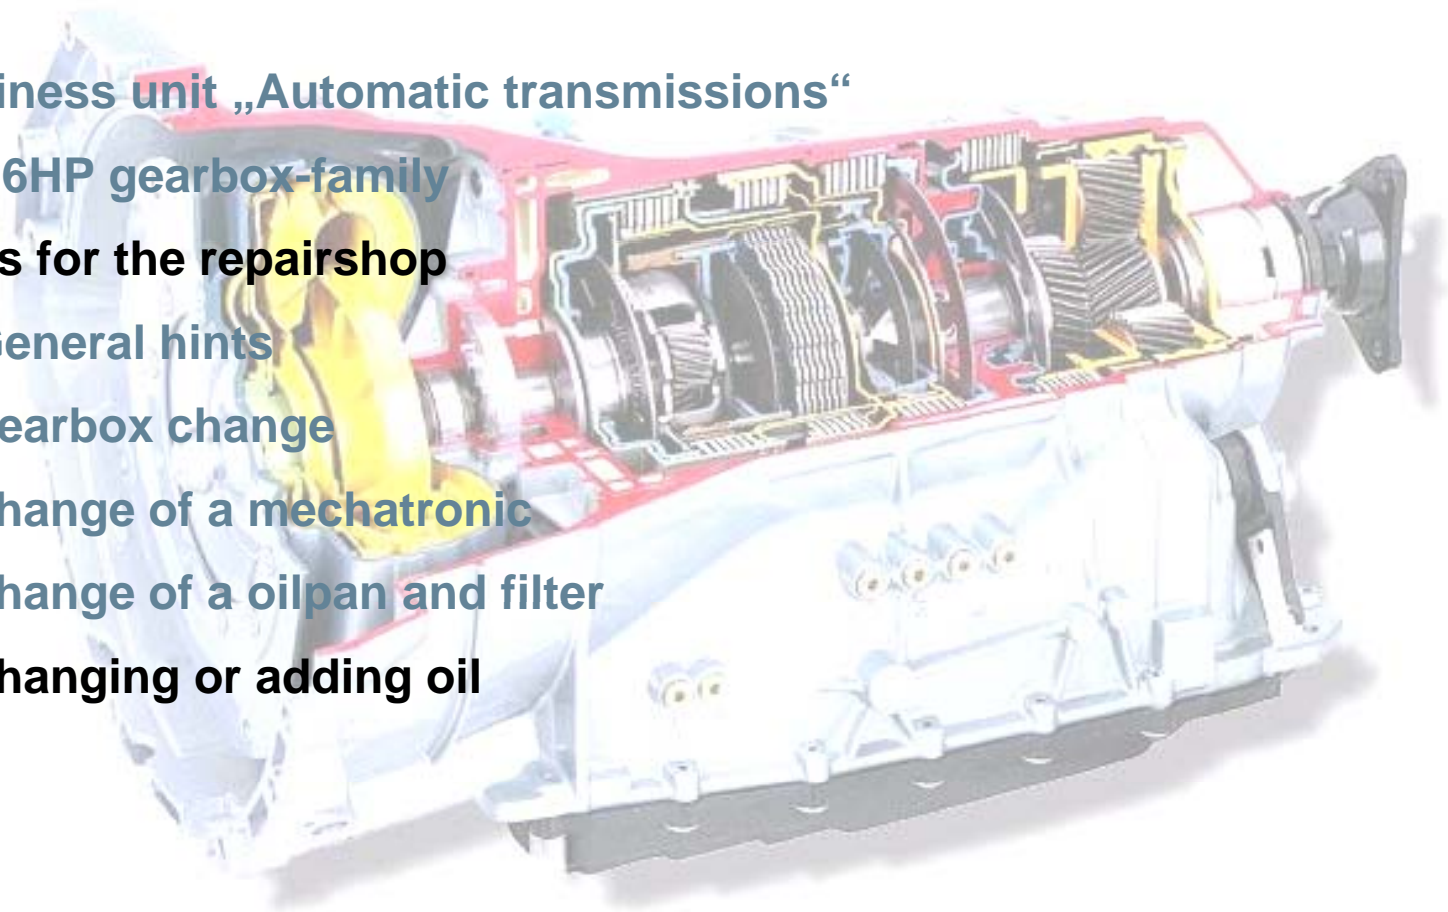 iness unit „Automatic transmissions“
6HP gearbox-family
s for the repairshop
General hints
earbox change
hange of a mechatronic
hange of a oilpan and filter
hanging or adding oil